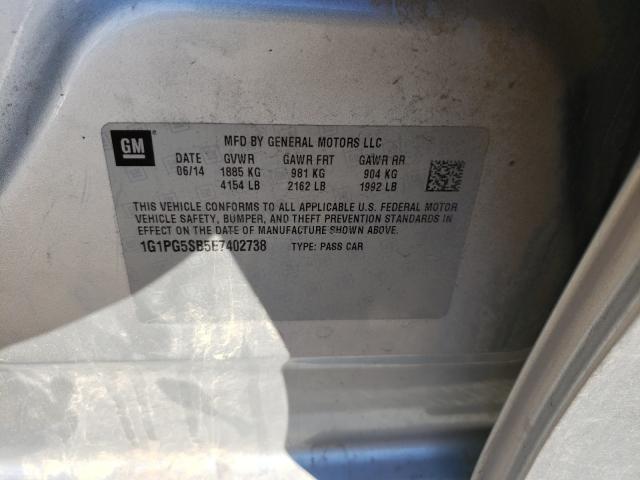 GM
MFD BY GENERAL MOTORS LLC
DATE GVWR GAWR FRT GAWR RR
06/14 1885 KG 981 KG 904 KG
4154 LB 2162 LB 1992 LB
THIS VEHICLE CONFORMS TO ALL APPLICABLE U.S. FEDERAL MOTOR
VEHICLE SAFETY, BUMPER, AND THEFT PREVENTION STANDARDS IN
EFFECT ON THE DATE OF MANUFACTURE SHOWN ABOVE.
1G1PG5SB5E7402738 TYPE: PASS CAR